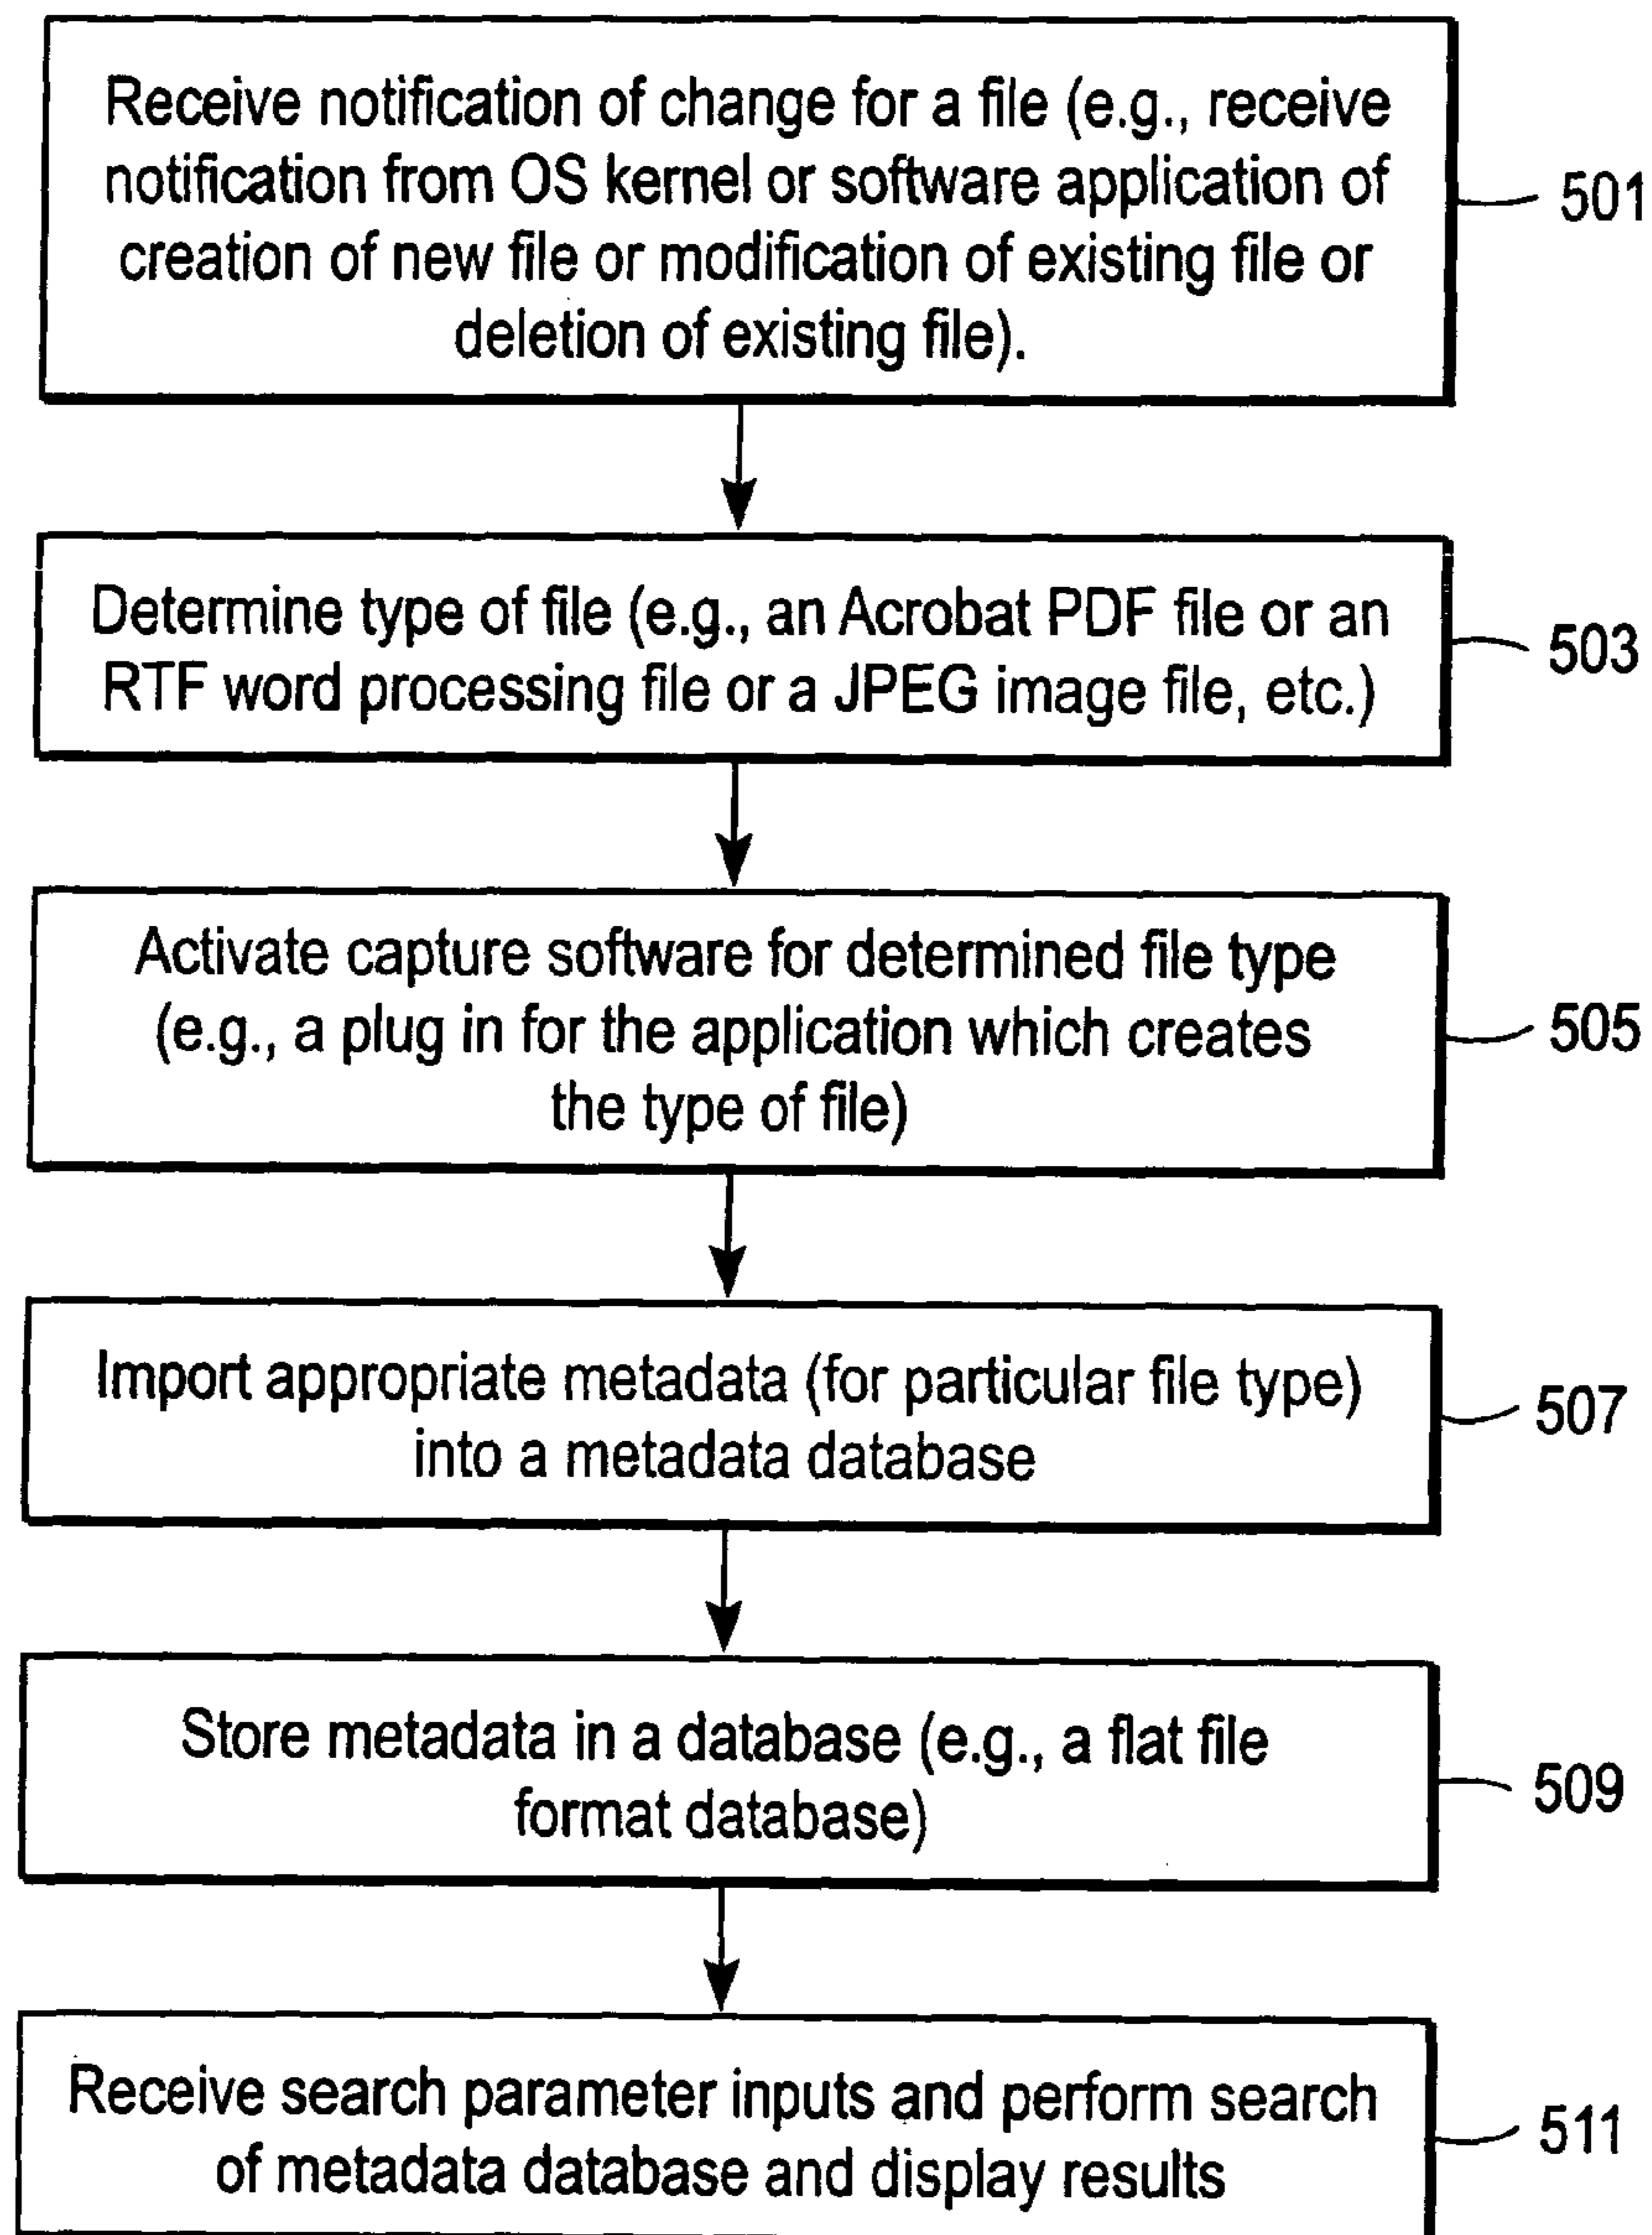 Receive notification of change for a file (e.g., receive
notification from OS kernel or software application of
creation of new file or modification of existing file or
deletion of existing file).
501
Determine type of file (e.g., an Acrobat PDF file or an
RTF word processing file or a JPEG image file, etc.)
503
Activate capture software for determined file type
(e.g., a plug in for the application which creates
the type of file)
505
Import appropriate metadata (for particular file type)
into a metadata database
507
Store metadata in a database (e.g., a flat file
format database)
509
Receive search parameter inputs and perform search
of metadata database and display results
511